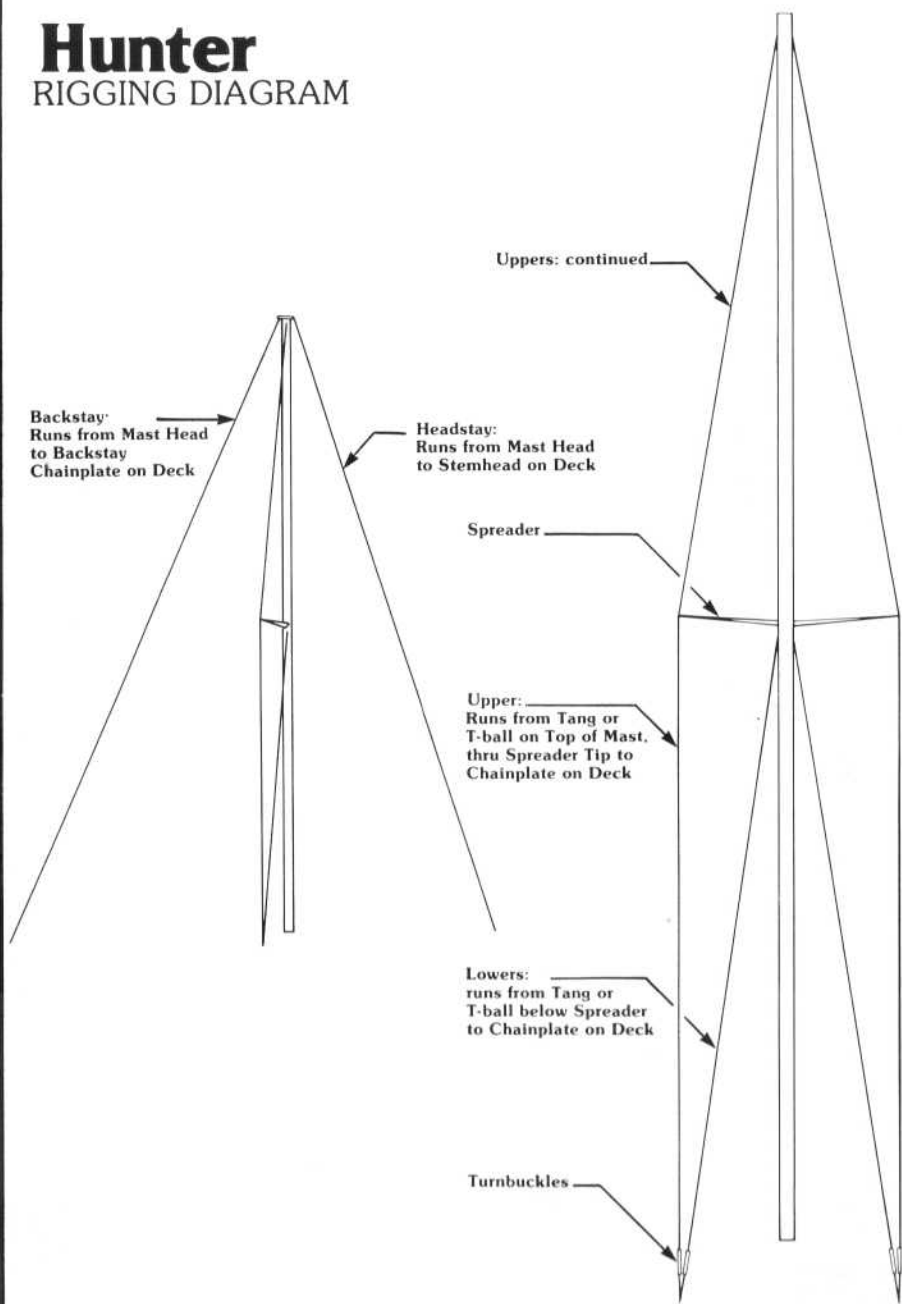 Hunter
RIGGING DIAGRAM
Uppers: continued
Backstay·
Runs from Mast Head
to Backstay
Chainplate on Deck
Headstay:
Runs from Mast Head
to Stemhead on Deck
Spreader
Upper:
Runs from Tang or
T-ball on Top of Mast,
thru Spreader Tip to
Chainplate on Deck
Lowers:
runs from Tang or
T-ball below Spreader
to Chainplate on Deck
Turnbuckles